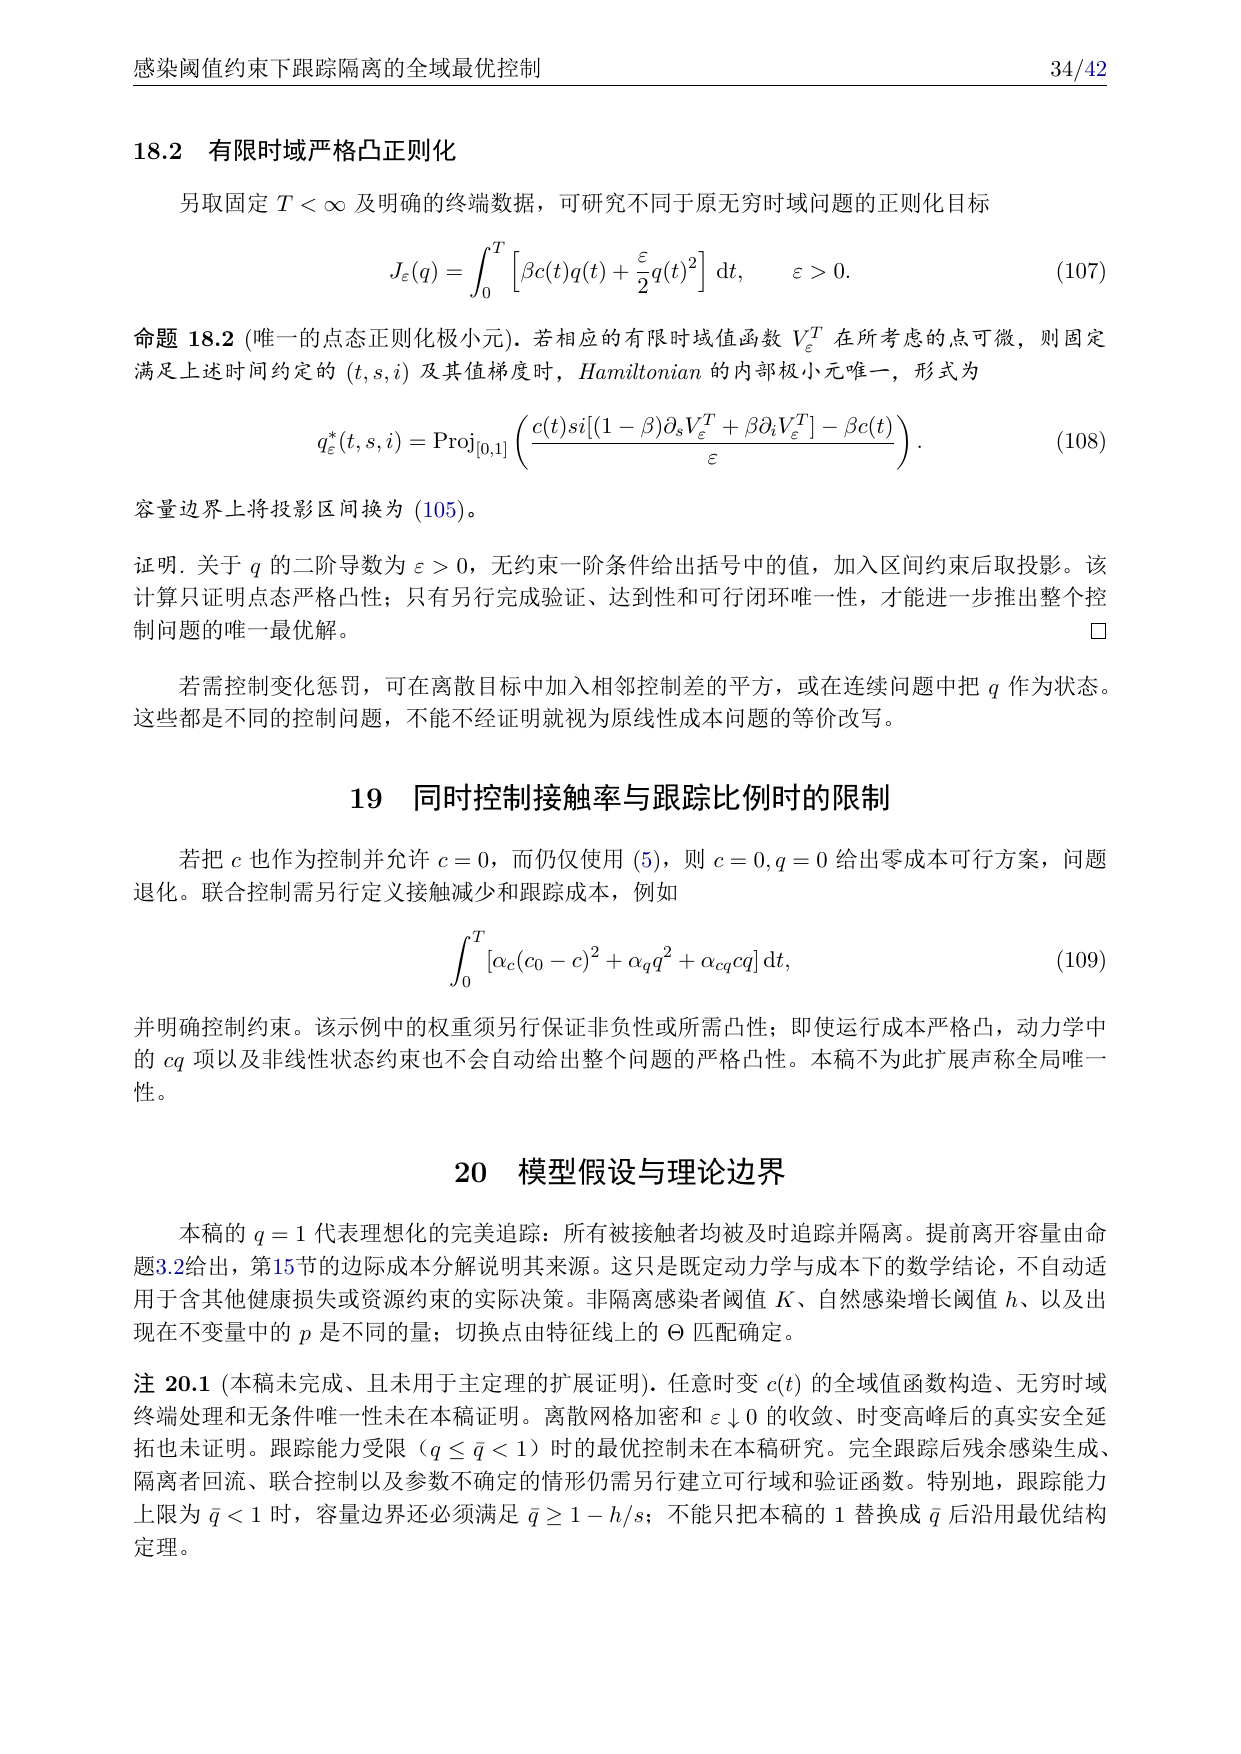 感染阈值约束下跟踪隔离的全域最优控制 34/42
18.2 有限时域严格凸正则化
另取固定 T < ∞ 及明确的终端数据，可研究不同于原无穷时域问题的正则化目标
J_ε(q) = ∫_0^T [βc(t)q(t) + ε/2 q(t)^2] dt, ε > 0. (107)
命题 18.2 (唯一的点态正则化极小元). 若相应的有限时域值函数 V_ε^T 在所考虑的点可微，则固定
满足上述时间约定的 (t, s, i) 及其值梯度时，Hamiltonian 的内部极小元唯一，形式为
q_ε^*(t, s, i) = Proj_[0,1] ( c(t)si[(1 − β)∂_sV_ε^T + β∂_iV_ε^T] − βc(t) / ε ). (108)
容量边界上将投影区间换为 (105)。
证明. 关于 q 的二阶导数为 ε > 0，无约束一阶条件给出括号中的值，加入区间约束后取投影。该
计算只证明点态严格凸性；只有另行完成验证、达到性和可行闭环唯一性，才能进一步推出整个控
制问题的唯一最优解。 □
若需控制变化惩罚，可在离散目标中加入相邻控制差的平方，或在连续问题中把 q 作为状态。
这些都是不同的控制问题，不能不经证明就视为原线性成本问题的等价改写。
19 同时控制接触率与跟踪比例时的限制
若把 c 也作为控制并允许 c = 0，而仍仅使用 (5)，则 c = 0, q = 0 给出零成本可行方案，问题
退化。联合控制需另行定义接触减少和跟踪成本，例如
∫_0^T [α_c(c_0 − c)^2 + α_q q^2 + α_cq cq] dt, (109)
并明确控制约束。该示例中的权重须另行保证非负性或所需凸性；即使运行成本严格凸，动力学中
的 cq 项以及非线性状态约束也不会自动给出整个问题的严格凸性。本稿不为此扩展声称全局唯一
性。
20 模型假设与理论边界
本稿的 q = 1 代表理想化的完美追踪：所有被接触者均被及时追踪并隔离。提前离开容量由命
题3.2给出，第15节的边际成本分解说明其来源。这只是既定动力学与成本下的数学结论，不自动适
用于含其他健康损失或资源约束的实际决策。非隔离感染者阈值 K、自然感染增长阈值 h、以及出
现在不变量中的 p 是不同的量；切换点由特征线上的 Θ 匹配确定。
注 20.1 (本稿未完成、且未用于主定理的扩展证明). 任意时变 c(t) 的全域值函数构造、无穷时域
终端处理和无条件唯一性未在本稿证明。离散网格加密和 ε ↓ 0 的收敛、时变高峰后的真实安全延
拓也未证明。跟踪能力受限（q ≤ q̄ < 1）时的最优控制未在本稿研究。完全跟踪后残余感染生成、
隔离者回流、联合控制以及参数不确定的情形仍需另行建立可行域和验证函数。特别地，跟踪能力
上限为 q̄ < 1 时，容量边界还必须满足 q̄ ≥ 1 − h/s；不能只把本稿的 1 替换成 q̄ 后沿用最优结构
定理。